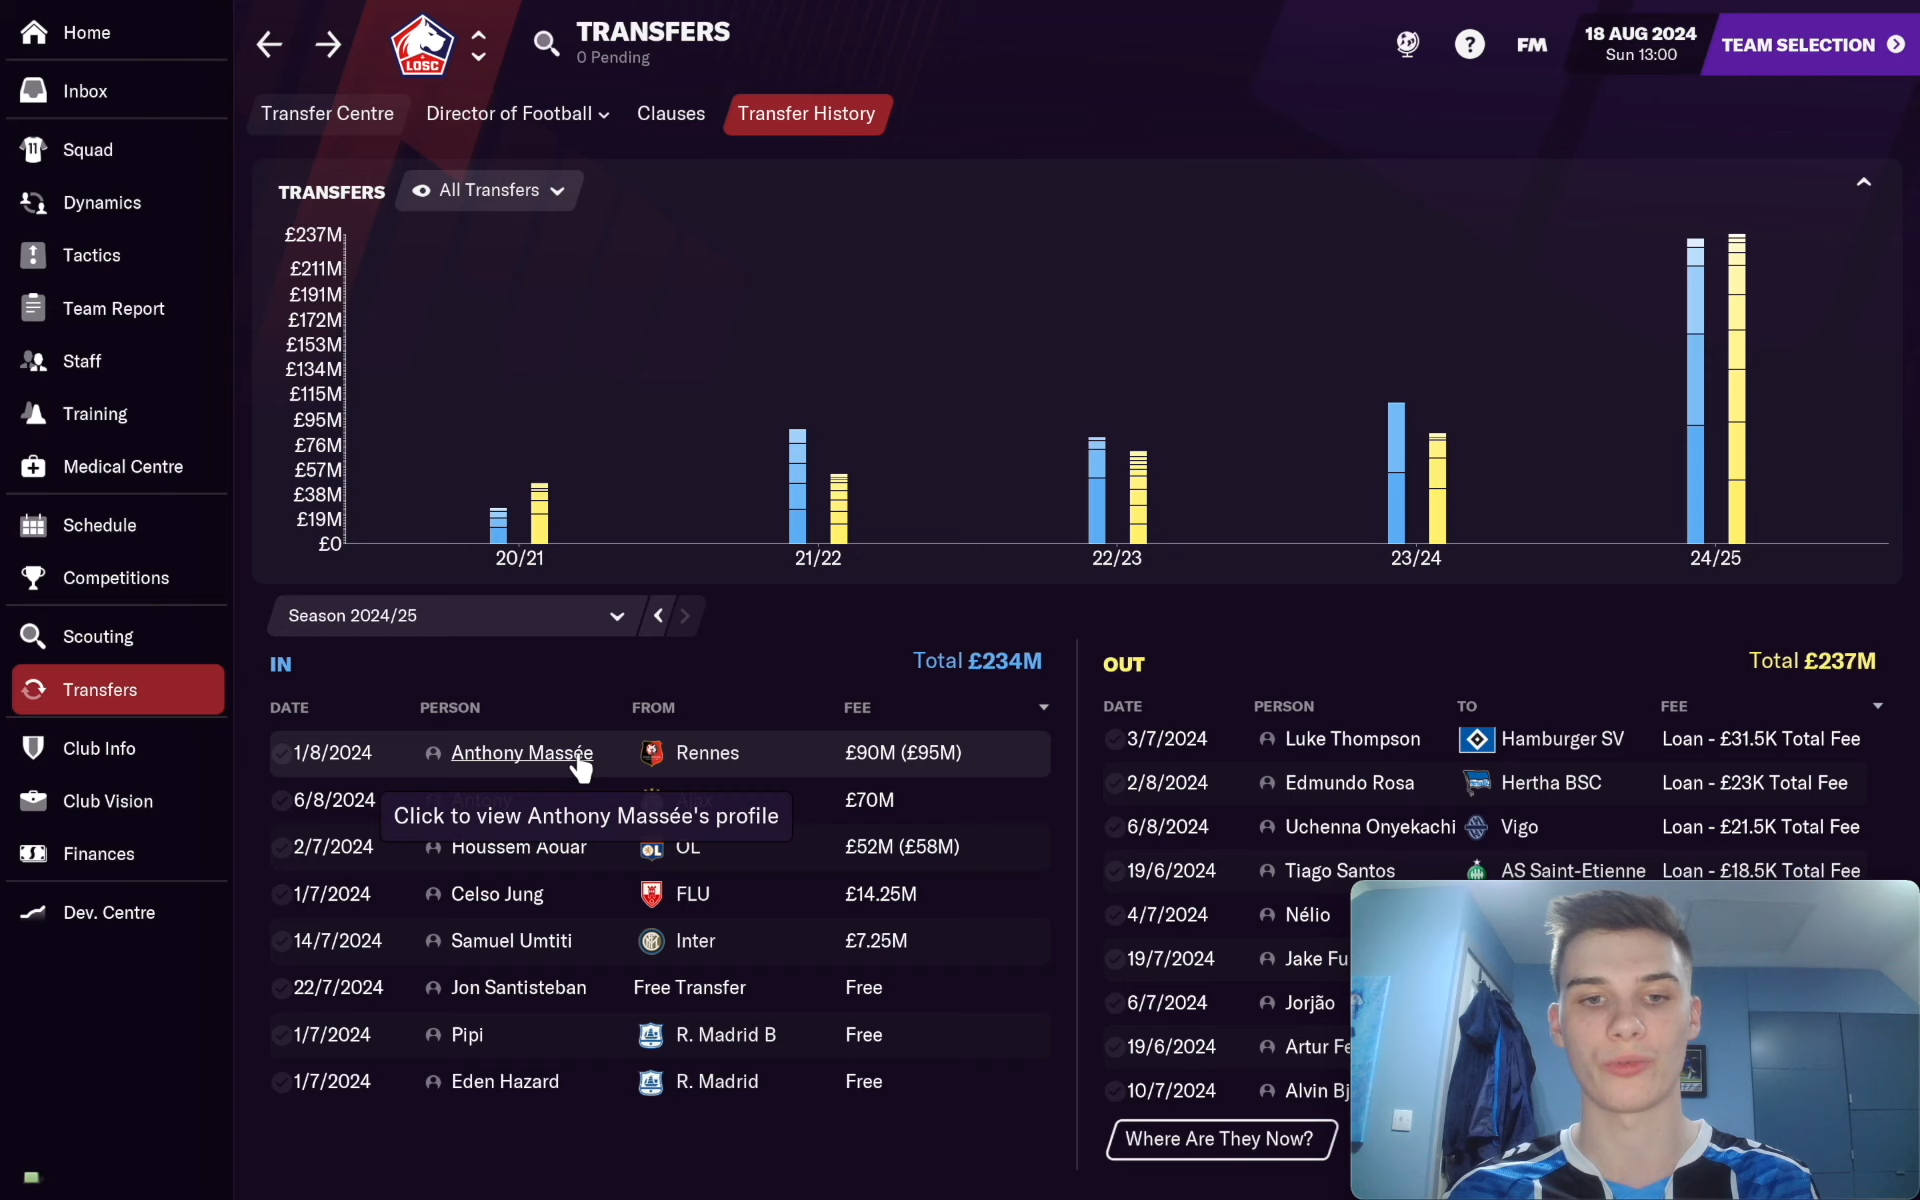 Home
Inbox
Squad
Dynamics
Tactics
Team Report
Staff
Training
Medical Centre
Schedule
Competitions
Scouting
Transfers
Club Info
Club Vision
Finances
Dev. Centre
LOSC
TRANSFERS
0 Pending
?
FM
18 AUG 2024
Sun 13:00
TEAM SELECTION
Transfer Centre
Director of Football
Clauses
Transfer History
TRANSFERS
All Transfers
£237M
£211M
£191M
£172M
£153M
£134M
£115M
£95M
£76M
£57M
£38M
£19M
£0
20/21
21/22
22/23
23/24
24/25
Season 2024/25
IN
Total £234M
DATE PERSON FROM FEE
1/8/2024 Anthony Massée Rennes £90M (£95M)
6/8/2024 Antony Ajax £70M
Click to view Anthony Massée's profile
2/7/2024 Houssem Aouar OL £52M (£58M)
1/7/2024 Celso Jung FLU £14.25M
14/7/2024 Samuel Umtiti Inter £7.25M
22/7/2024 Jon Santisteban Free Transfer Free
1/7/2024 Pipi R. Madrid B Free
1/7/2024 Eden Hazard R. Madrid Free
OUT
Total £237M
DATE PERSON TO FEE
3/7/2024 Luke Thompson Hamburger SV Loan - £31.5K Total Fee
2/8/2024 Edmundo Rosa Hertha BSC Loan - £23K Total Fee
6/8/2024 Uchenna Onyekachi Vigo Loan - £21.5K Total Fee
19/6/2024 Tiago Santos AS Saint-Etienne Loan - £18.5K Total Fee
4/7/2024 Nélio
19/7/2024 Jake Fu
6/7/2024 Jorjão
19/6/2024 Artur Fe
10/7/2024 Alvin Bj
Where Are They Now?